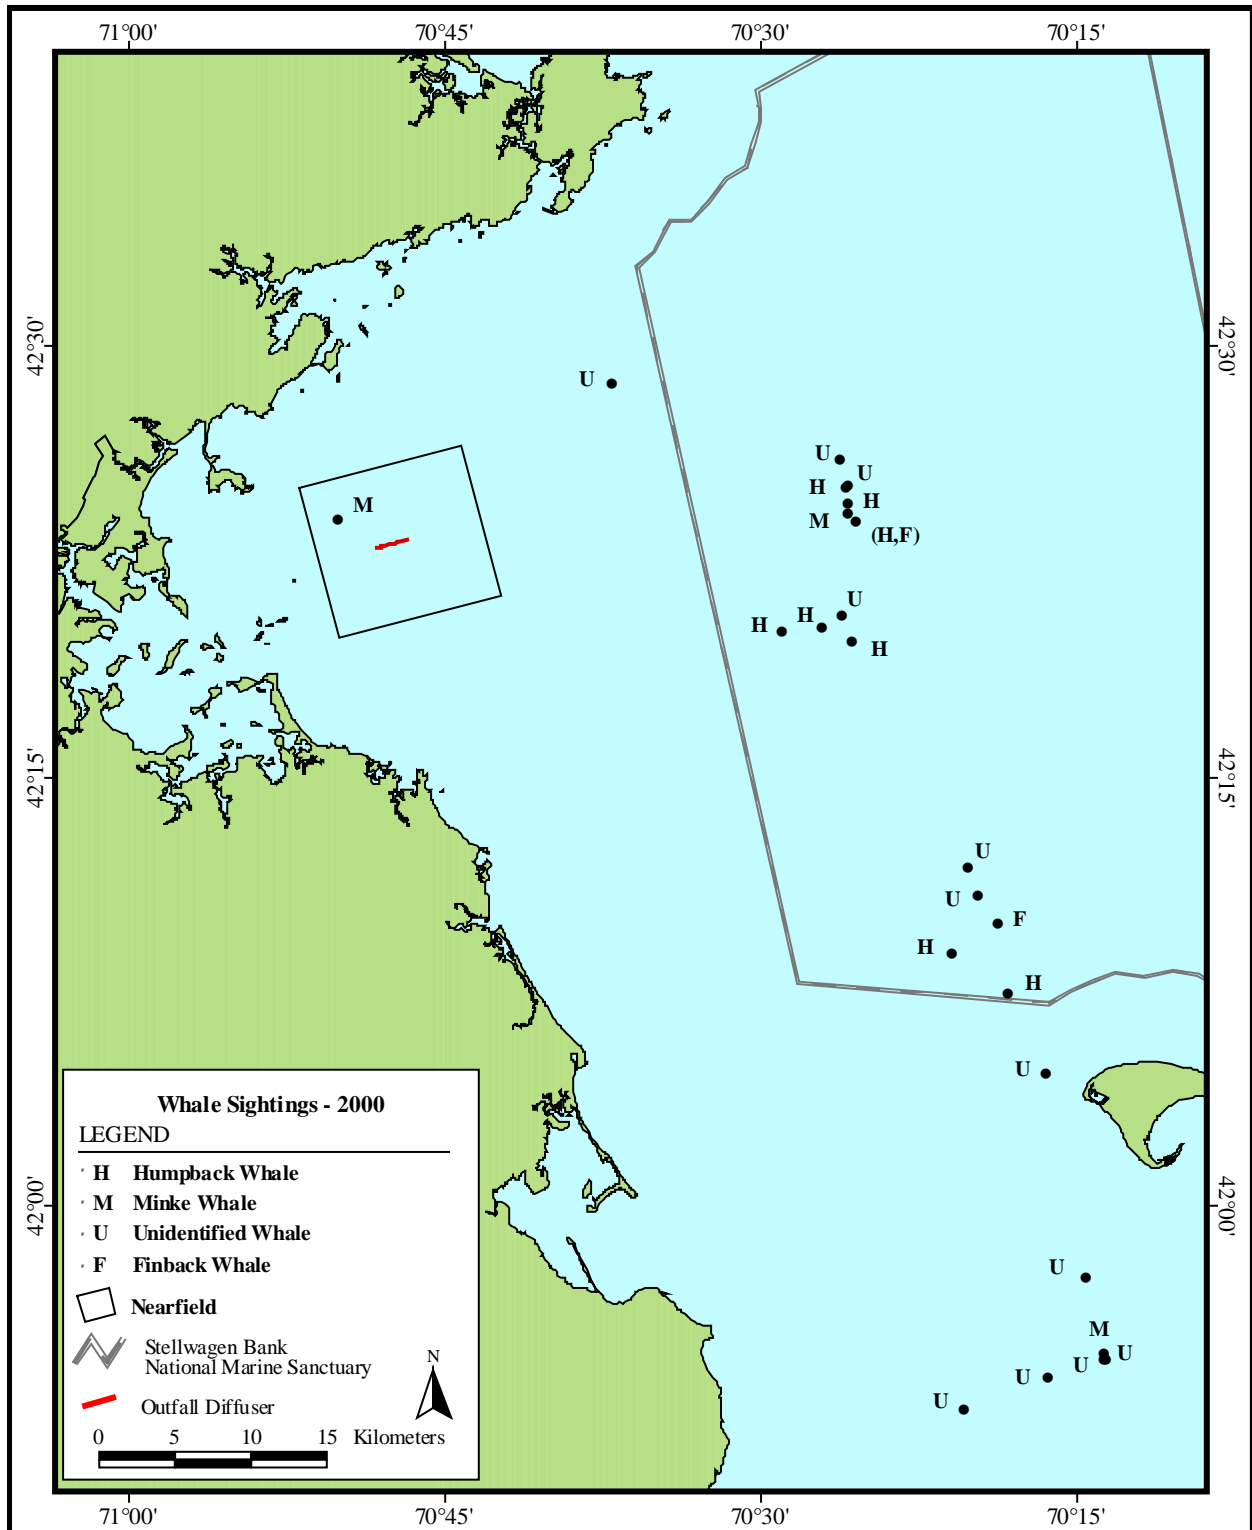 71°00' 70°45' 70°30' 70°15'
42°30' 42°30'
U
U
U
H
H
M
M
(H,F)
U
H
H
H
42°15' 42°15'
U
U
F
H
H
U
Whale Sightings - 2000
LEGEND
H Humpback Whale
M Minke Whale
U Unidentified Whale
F Finback Whale
Nearfield
Stellwagen Bank
National Marine Sanctuary
N
Outfall Diffuser
0 5 10 15 Kilometers
42°00' 42°00'
U
M
U
U
U
U
71°00' 70°45' 70°30' 70°15'